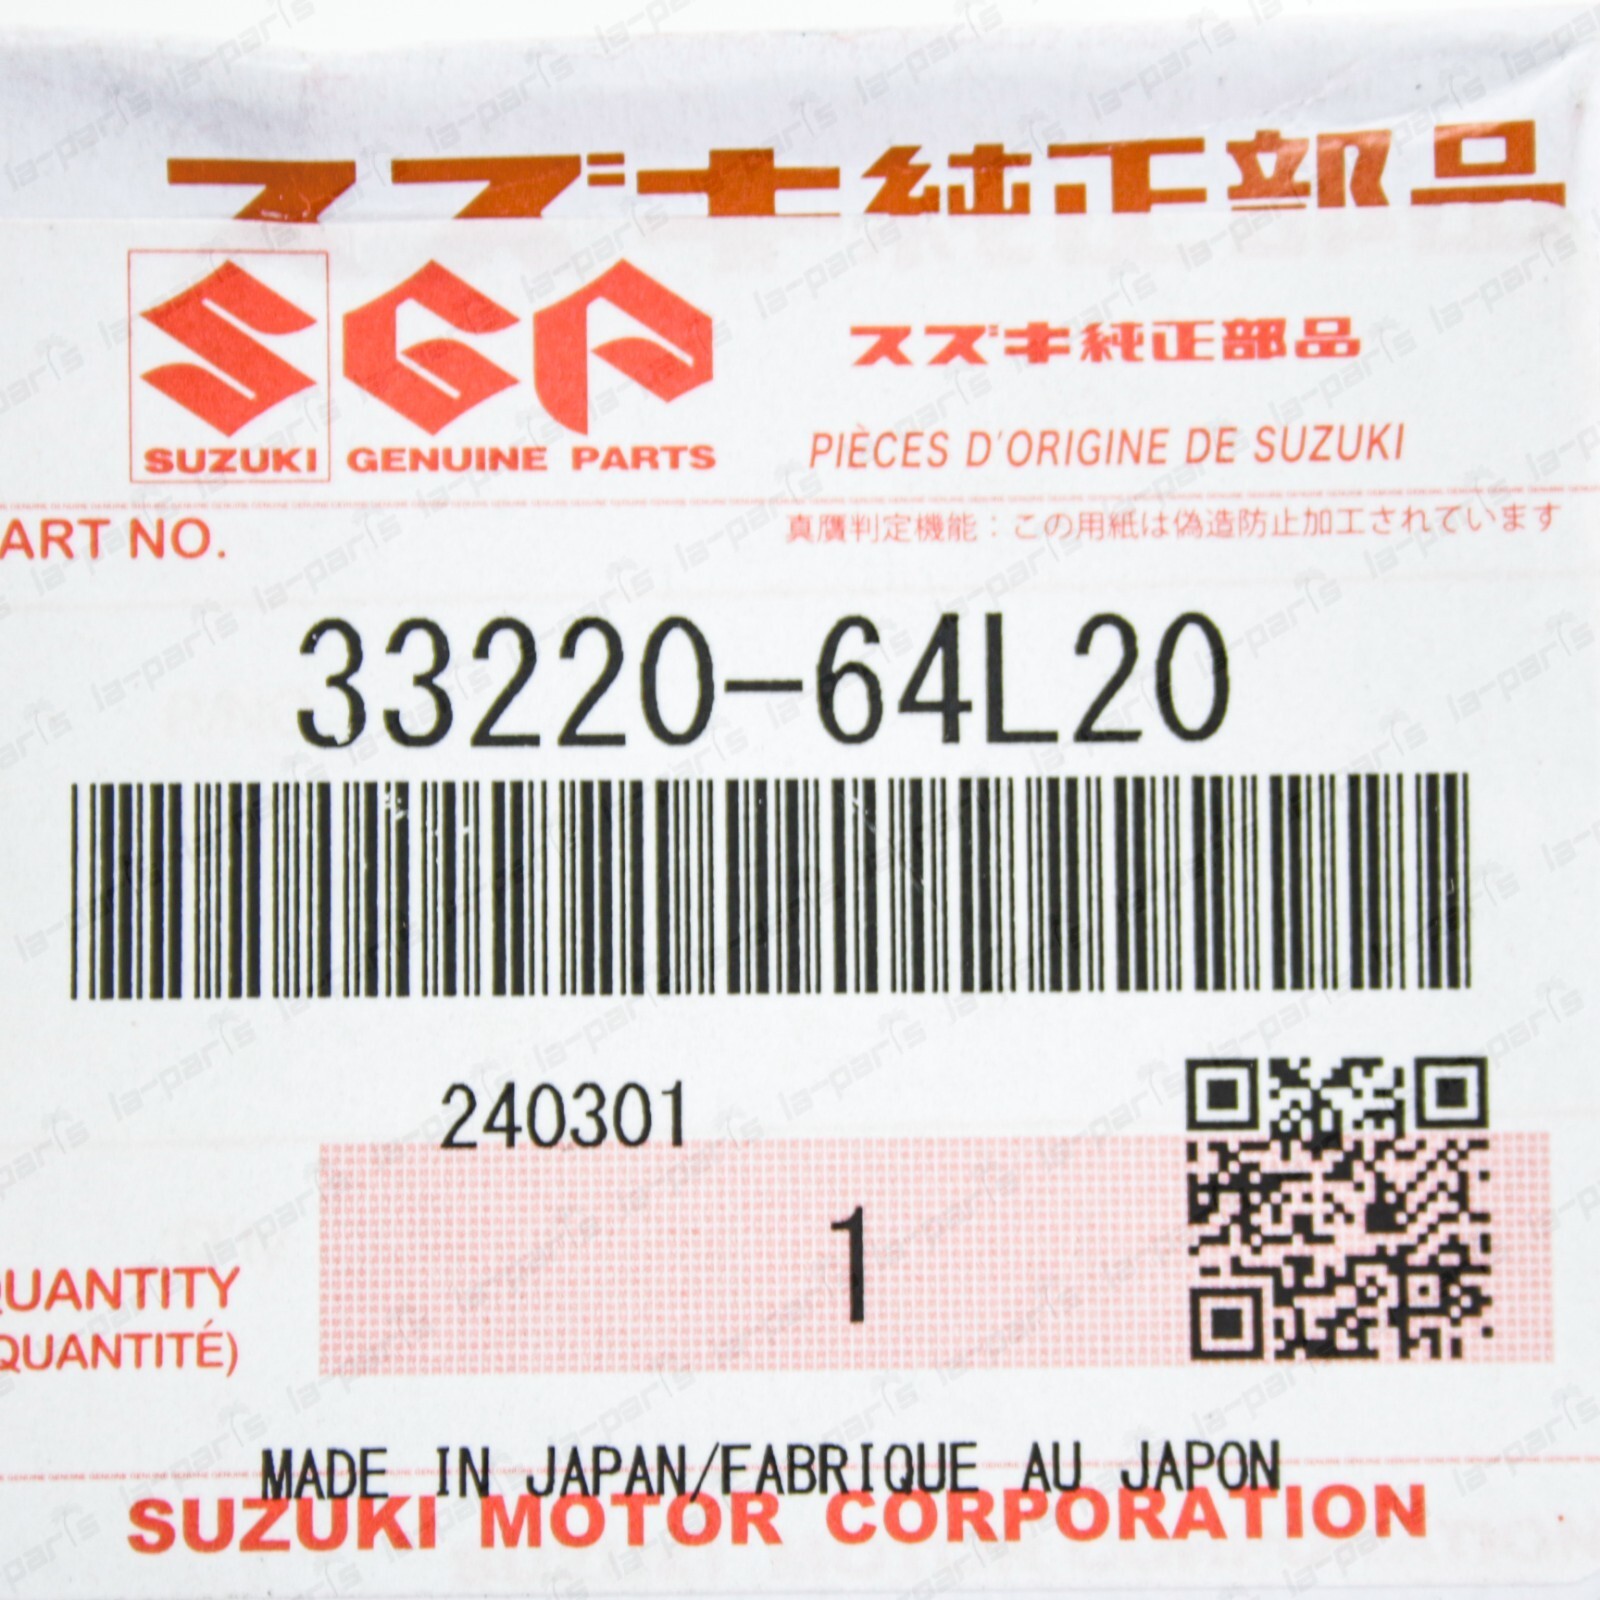 スズキ純正部品
SGP
スズキ純正部品
SUZUKI GENUINE PARTS
PIÈCES D'ORIGINE DE SUZUKI
ART NO.
真贋判定機能：この用紙は偽造防止加工されています
33220-64L20
240301
1
QUANTITY
QUANTITÉ)
MADE IN JAPAN/FABRIQUE AU JAPON
SUZUKI MOTOR CORPORATION
la-parts